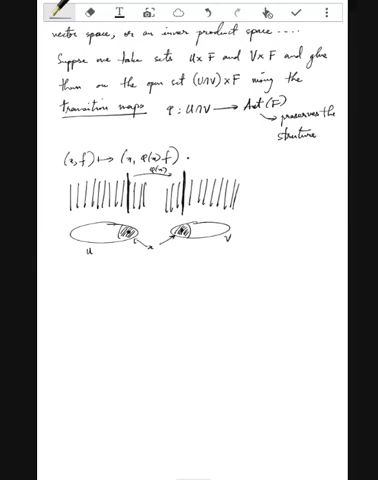 vector space, or an inner product space ....
Suppose we take sets U×F and V×F and glue
them on the open set (U∩V)×F using the
transition maps φ : U∩V → Aut(F)
↳ preserves the
structure
(x, f) ↦ (x, φ(x) f) .
φ(x)
U
x
V